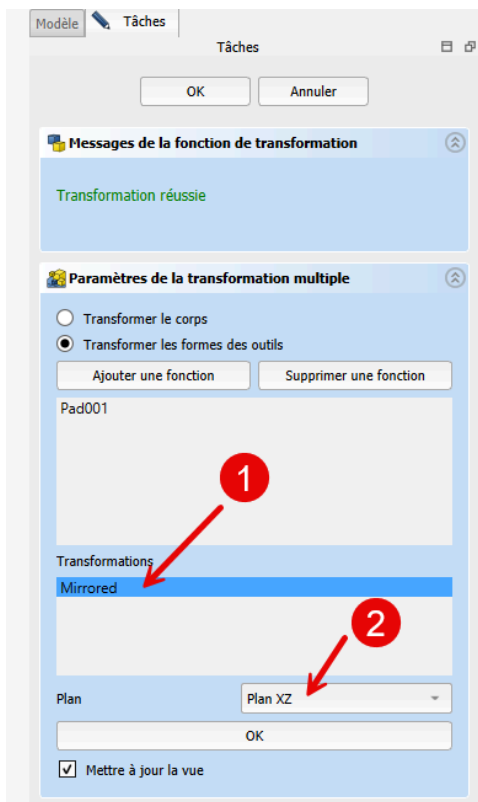 Modèle Tâches
Tâches
OK Annuler
Messages de la fonction de transformation
Transformation réussie
Paramètres de la transformation multiple
Transformer le corps
Transformer les formes des outils
Ajouter une fonction Supprimer une fonction
Pad001
1
Transformations
Mirrored
2
Plan Plan XZ
OK
Mettre à jour la vue